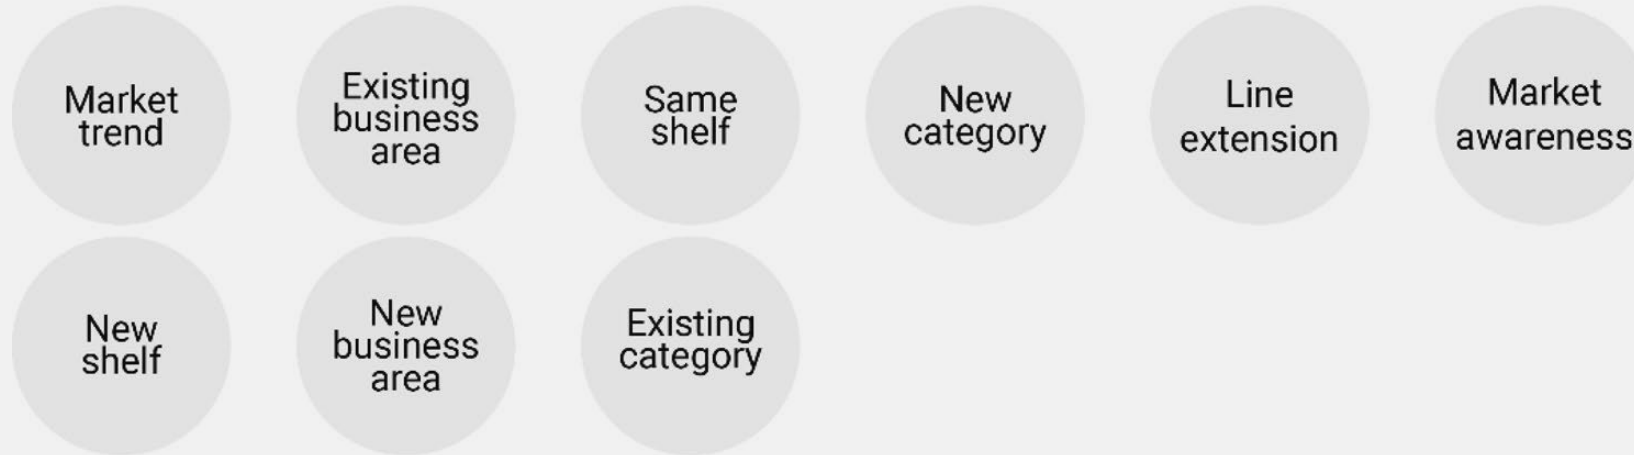 Market
trend
Existing
business
area
Same
shelf
New
category
Line
extension
Market
awareness
New
shelf
New
business
area
Existing
category